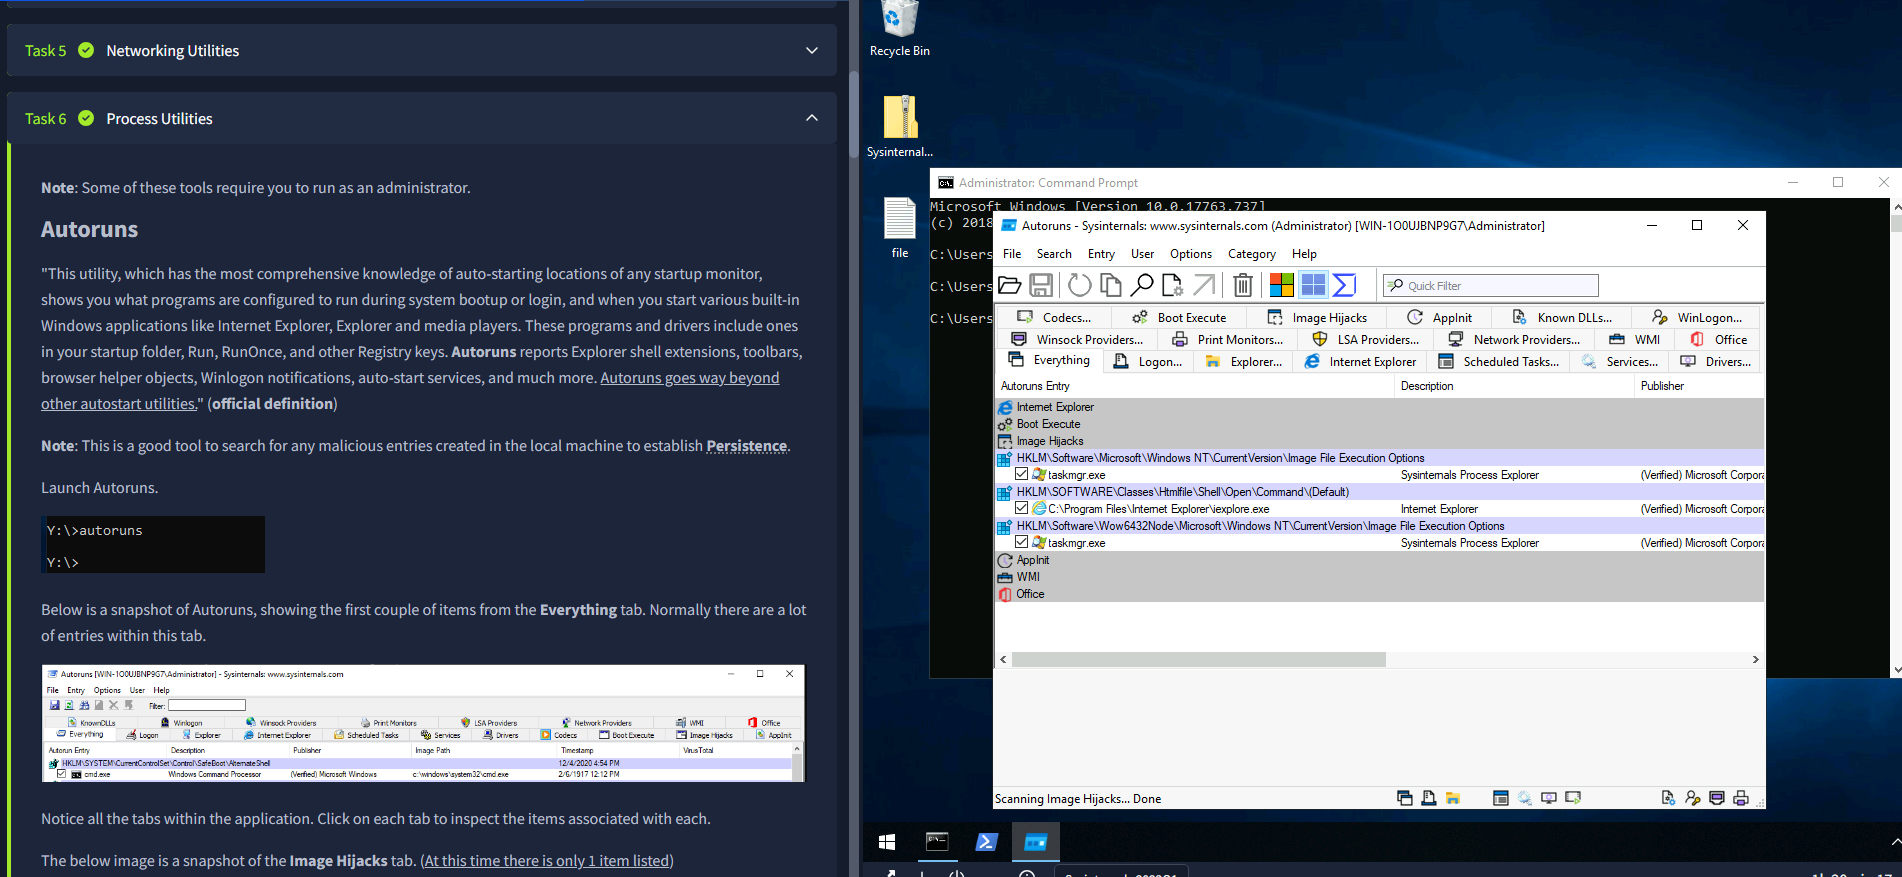 Task 5 Networking Utilities
Task 6 Process Utilities
Note: Some of these tools require you to run as an administrator.
Autoruns
"This utility, which has the most comprehensive knowledge of auto-starting locations of any startup monitor,
shows you what programs are configured to run during system bootup or login, and when you start various built-in
Windows applications like Internet Explorer, Explorer and media players. These programs and drivers include ones
in your startup folder, Run, RunOnce, and other Registry keys. Autoruns reports Explorer shell extensions, toolbars,
browser helper objects, Winlogon notifications, auto-start services, and much more. Autoruns goes way beyond
other autostart utilities." (official definition)
Note: This is a good tool to search for any malicious entries created in the local machine to establish Persistence.
Launch Autoruns.
Y:\>autoruns
Y:\>
Below is a snapshot of Autoruns, showing the first couple of items from the Everything tab. Normally there are a lot
of entries within this tab.
Autoruns [WIN-1O0UJBNP9G7\Administrator] - Sysinternals: www.sysinternals.com
File Entry Options User Help
Filter:
KnownDLLs Winlogon Winsock Providers Print Monitors LSA Providers Network Providers WMI Office
Everything Logon Explorer Internet Explorer Scheduled Tasks Services Drivers Codecs Boot Execute Image Hijacks AppInit
Autorun Entry Description Publisher Image Path Timestamp VirusTotal
HKLM\SYSTEM\CurrentControlSet\Control\SafeBoot\AlternateShell 12/4/2020 4:54 PM
cmd.exe Windows Command Processor (Verified) Microsoft Windows c:\windows\system32\cmd.exe 2/6/1917 12:12 PM
Notice all the tabs within the application. Click on each tab to inspect the items associated with each.
The below image is a snapshot of the Image Hijacks tab. (At this time there is only 1 item listed)
Recycle Bin
Sysinternal...
file
Administrator: Command Prompt
Microsoft Windows [Version 10.0.17763.737]
(c) 2018
C:\Users
C:\Users
C:\Users
Autoruns - Sysinternals: www.sysinternals.com (Administrator) [WIN-1O0UJBNP9G7\Administrator]
File Search Entry User Options Category Help
Quick Filter
Codecs... Boot Execute Image Hijacks AppInit Known DLLs... WinLogon...
Winsock Providers... Print Monitors... LSA Providers... Network Providers... WMI Office
Everything Logon... Explorer... Internet Explorer Scheduled Tasks... Services... Drivers...
Autoruns Entry Description Publisher
Internet Explorer
Boot Execute
Image Hijacks
HKLM\Software\Microsoft\Windows NT\CurrentVersion\Image File Execution Options
taskmgr.exe Sysinternals Process Explorer (Verified) Microsoft Corpora
HKLM\SOFTWARE\Classes\Htmlfile\Shell\Open\Command\(Default)
C:\Program Files\Internet Explorer\iexplore.exe Internet Explorer (Verified) Microsoft Corpora
HKLM\Software\Wow6432Node\Microsoft\Windows NT\CurrentVersion\Image File Execution Options
taskmgr.exe Sysinternals Process Explorer (Verified) Microsoft Corpora
AppInit
WMI
Office
Scanning Image Hijacks... Done